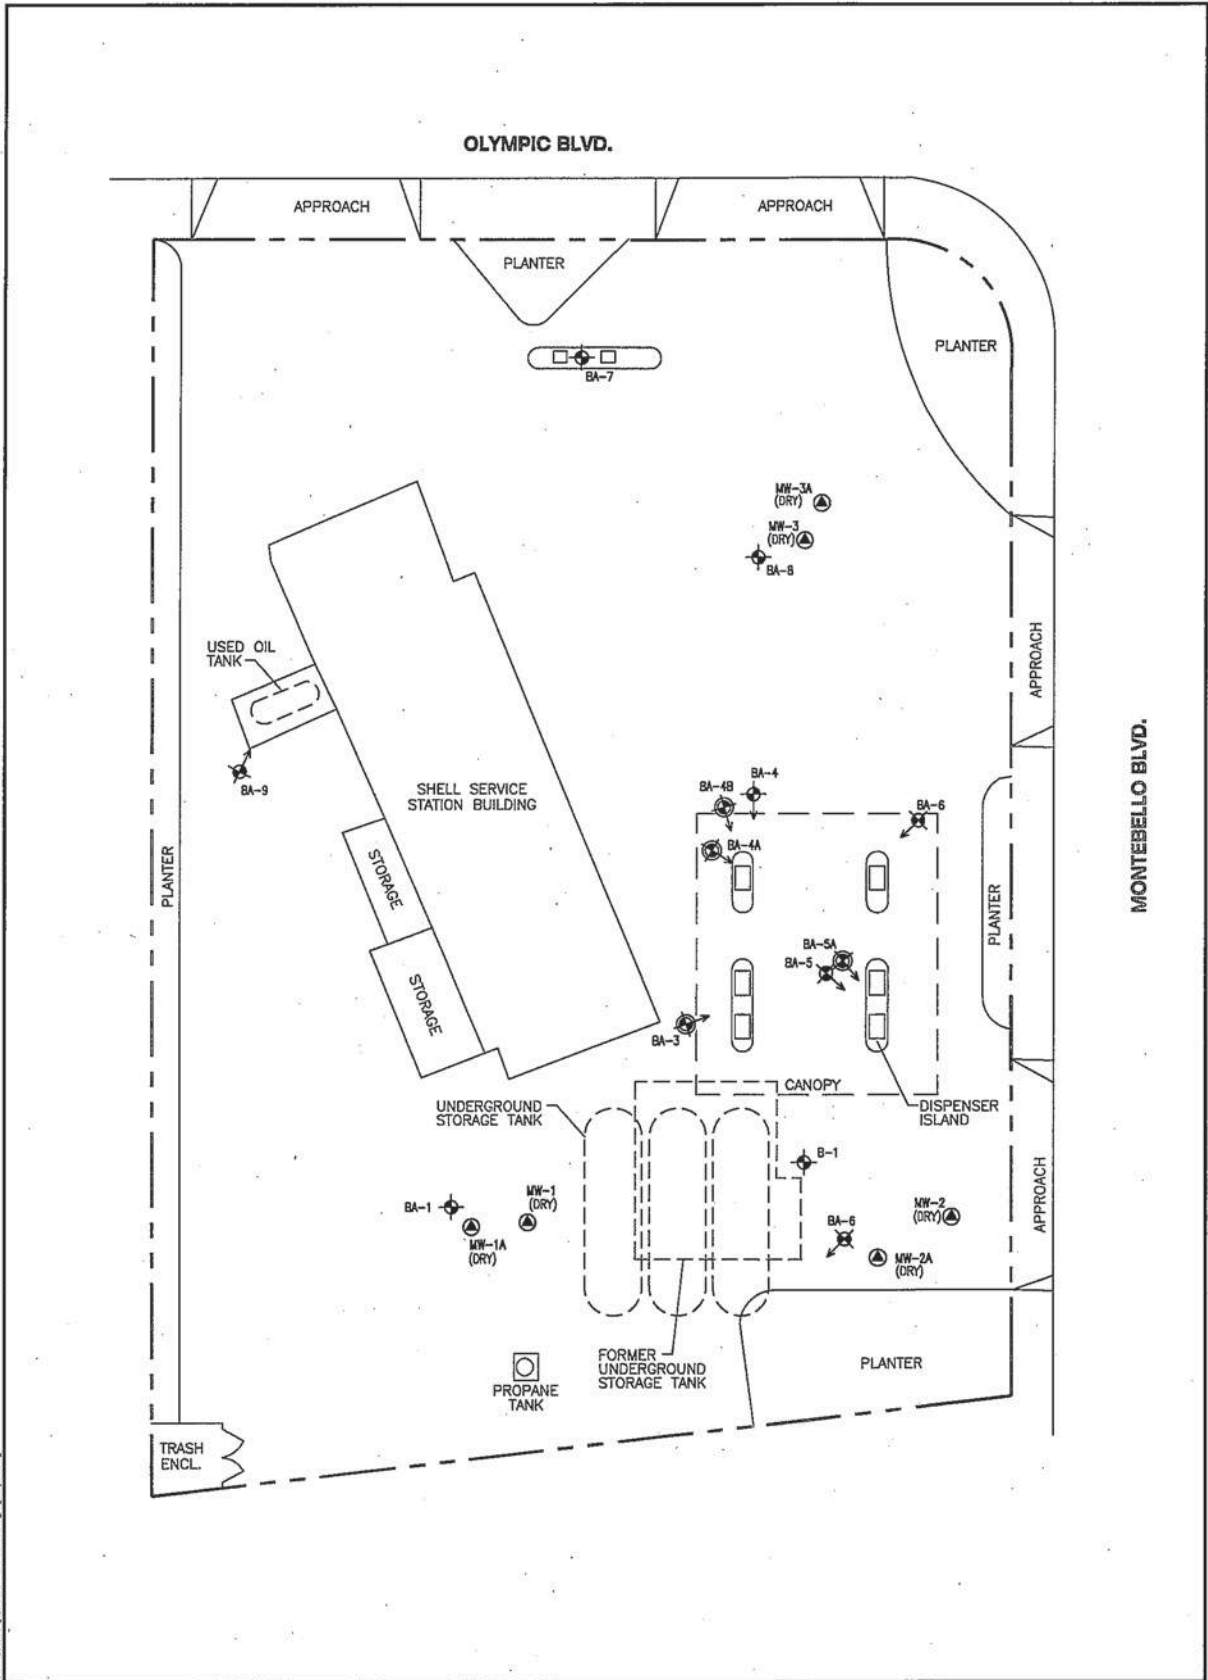 OLYMPIC BLVD.
APPROACH
APPROACH
PLANTER
PLANTER
BA-7
MW-3A
(DRY)
MW-3
(DRY)
BA-8
USED OIL
TANK
APPROACH
SHELL SERVICE
STATION BUILDING
BA-9
BA-4B
BA-4
BA-6
BA-4A
MONTEBELLO BLVD.
PLANTER
STORAGE
PLANTER
BA-5A
BA-5
STORAGE
BA-3
CANOPY
UNDERGROUND
STORAGE TANK
DISPENSER
ISLAND
B-1
APPROACH
BA-1
MW-1
(DRY)
MW-1A
(DRY)
MW-2
(DRY)
BA-6
MW-2A
(DRY)
FORMER
UNDERGROUND
STORAGE TANK
PLANTER
PROPANE
TANK
TRASH
ENCL.